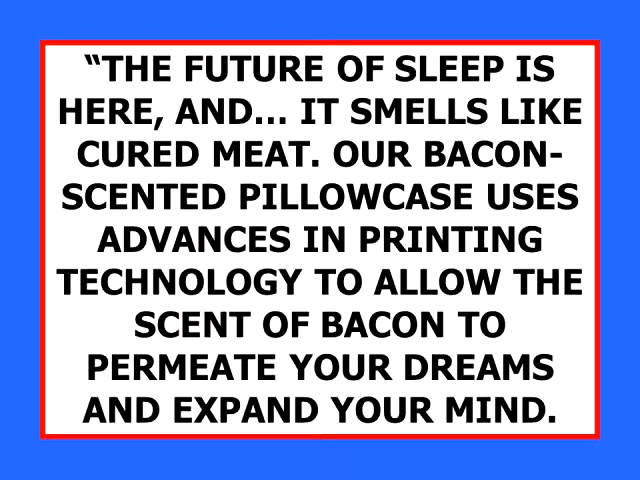 “THE FUTURE OF SLEEP IS
HERE, AND... IT SMELLS LIKE
CURED MEAT. OUR BACON-
SCENTED PILLOWCASE USES
ADVANCES IN PRINTING
TECHNOLOGY TO ALLOW THE
SCENT OF BACON TO
PERMEATE YOUR DREAMS
AND EXPAND YOUR MIND.